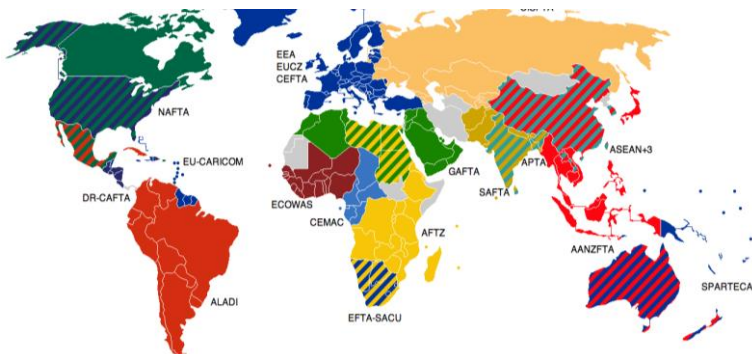 EEA
EUCZ
CEFTA
NAFTA
EU-CARICOM
DR-CAFTA
ALADI
ECOWAS
CEMAC
GAFTA
AFTZ
EFTA-SACU
SAFTA
APTA
ASEAN+3
AANZFTA
SPARTECA